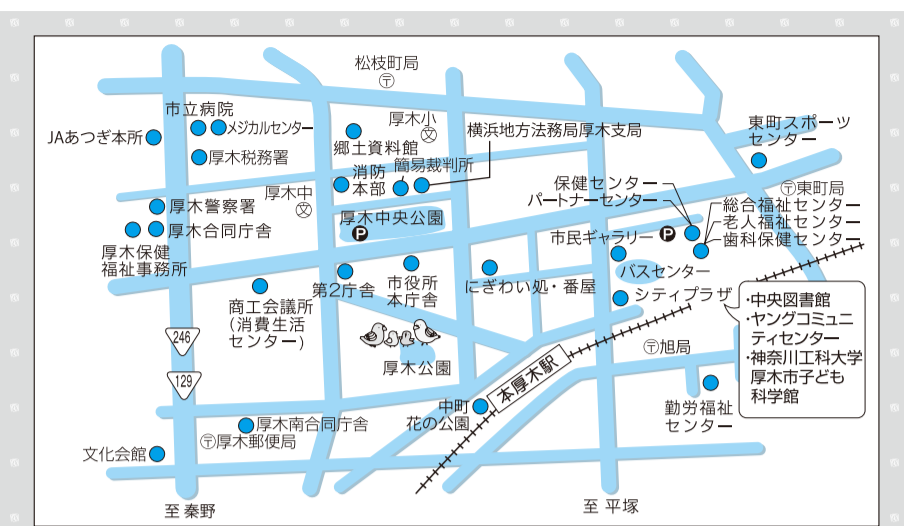 松枝町局
〒
市立病院
メジカルセンター
JAあつぎ本所
厚木税務署
厚木小
文
郷土資料館
横浜地方法務局厚木支局
簡易裁判所
消防
本部
厚木中
文
東町スポーツ
センター
保健センター
パートナーセンター
〒東町局
総合福祉センター
老人福祉センター
歯科保健センター
厚木警察署
厚木合同庁舎
厚木保健
福祉事務所
厚木中央公園
P
市民ギャラリー
P
バスセンター
商工会議所
(消費生活
センター)
第2庁舎
市役所
本庁舎
にぎわい処・番屋
シティプラザ
・中央図書館
・ヤングコミュニ
ティセンター
・神奈川工科大学
厚木市子ども
科学館
246
129
厚木公園
本厚木駅
〒旭局
勤労福祉
センター
中町
花の公園
厚木南合同庁舎
〒厚木郵便局
文化会館
至 秦野
至 平塚